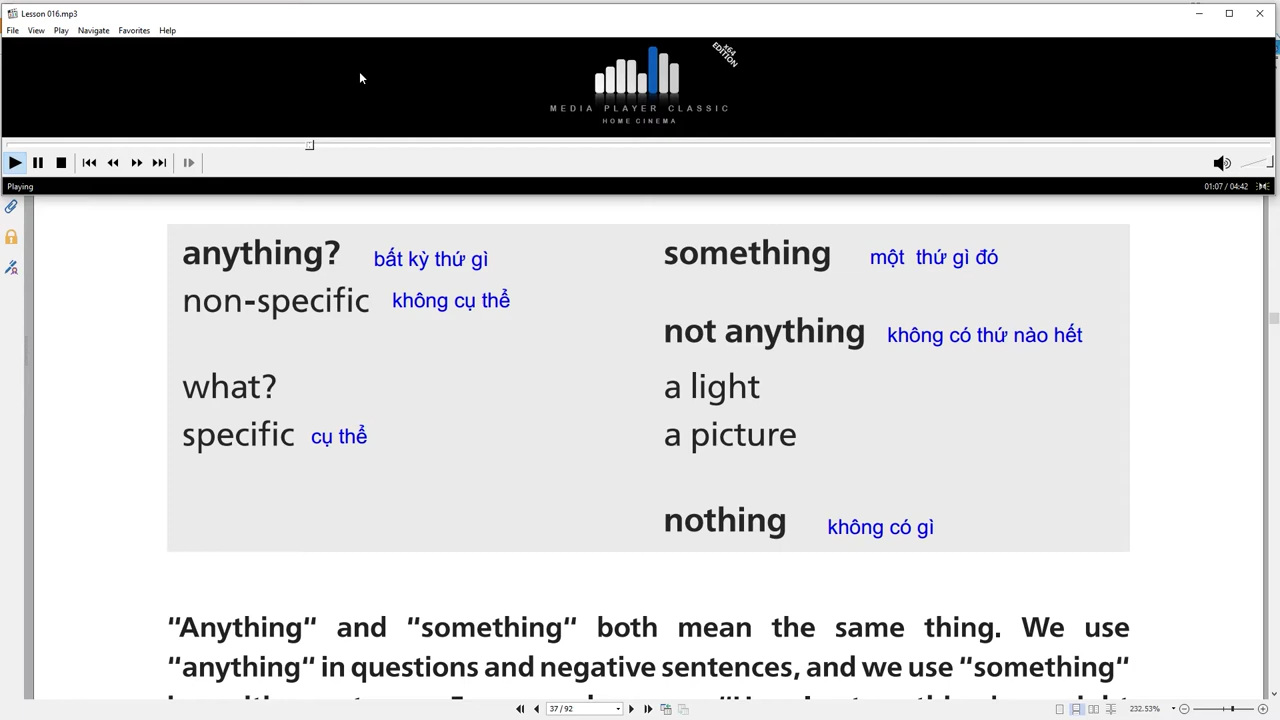 Lesson 016.mp3
File View Play Navigate Favorites Help
x64 EDITION
MEDIA PLAYER CLASSIC
HOME CINEMA
Playing
01:07 / 04:42
anything? bất kỳ thứ gì
something một thứ gì đó
non-specific không cụ thể
not anything không có thứ nào hết
what?
a light
specific cụ thể
a picture
nothing không có gì
“Anything“ and “something“ both mean the same thing. We use
“anything“ in questions and negative sentences, and we use “something“
37 / 92
232.53%